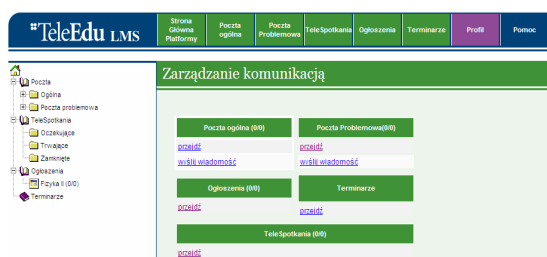 "TeleEdu LMS
Strona Główna Platformy
Poczta ogólna
Poczta Problemowa
TeleSpotkania
Ogłoszenia
Terminarze
Profil
Pomoc
Poczta
Ogólna
Poczta problemowa
TeleSpotkania
Oczekujące
Trwające
Zamknięte
Ogłoszenia
Fizyka II (0/0)
Terminarze
Zarządzanie komunikacją
Poczta ogólna (0/0)
przejdź
wyślij wiadomość
Poczta Problemowa(0/0)
przejdź
wyślij wiadomość
Ogłoszenia (0/0)
przejdź
Terminarze
przejdź
TeleSpotkania (0/0)
przejdź